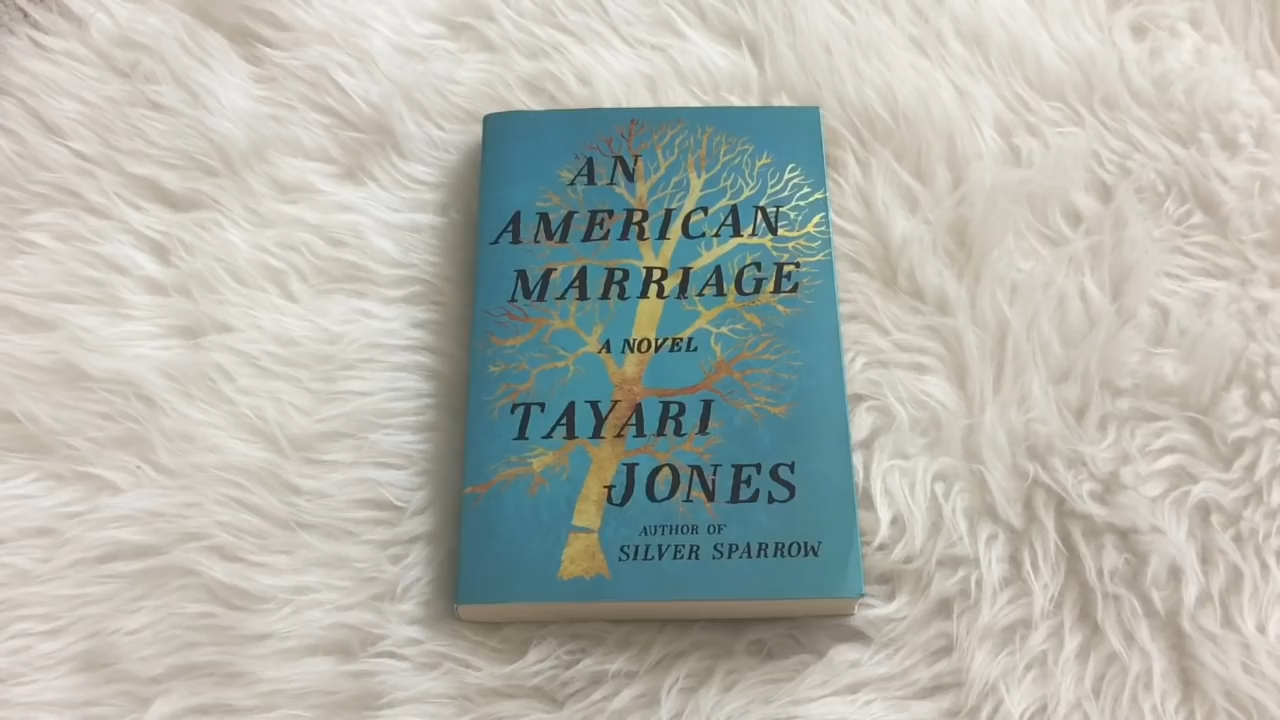 AN
AMERICAN
MARRIAGE
A NOVEL
TAYARI
JONES
AUTHOR OF
SILVER SPARROW